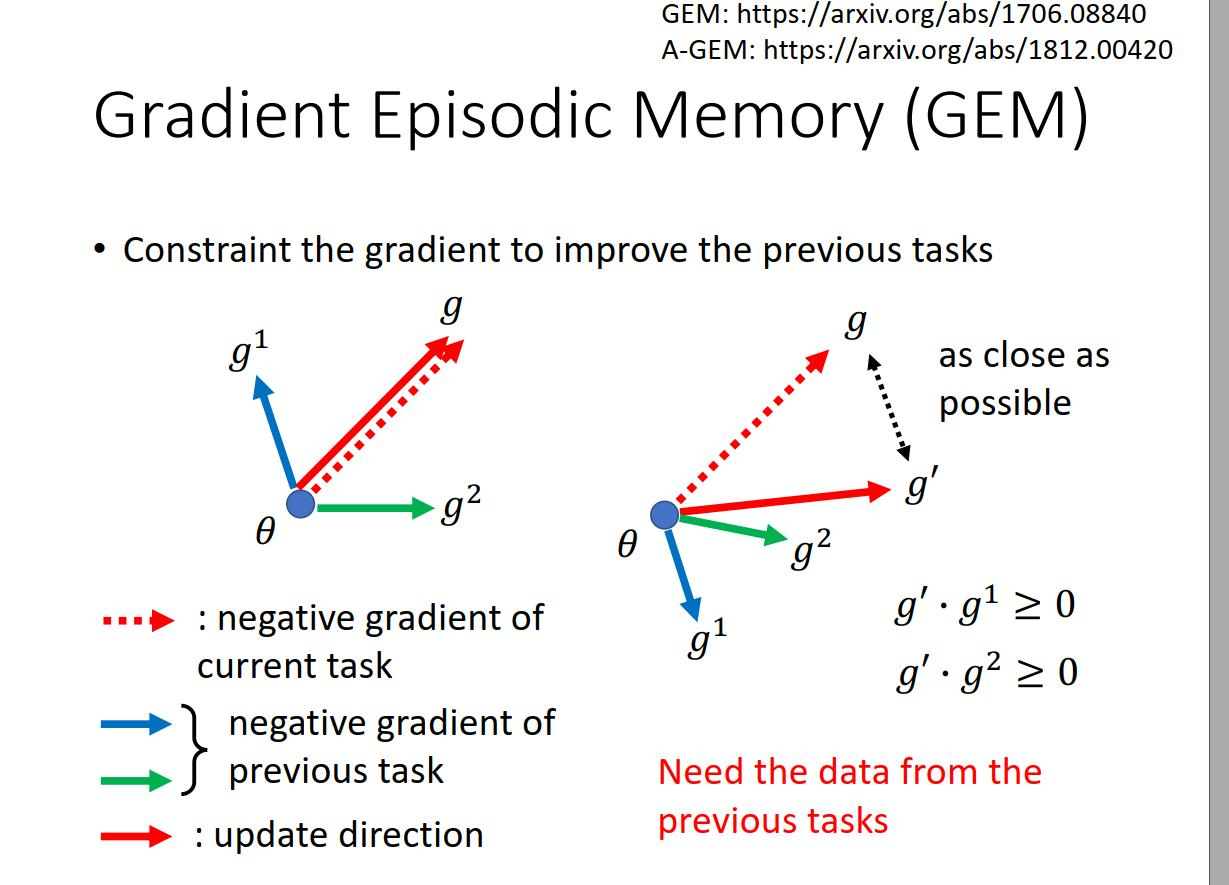 GEM: https://arxiv.org/abs/1706.08840
A-GEM: https://arxiv.org/abs/1812.00420
Gradient Episodic Memory (GEM)
• Constraint the gradient to improve the previous tasks
g
g¹
g²
θ
g
as close as
possible
g′
θ
g²
g¹
g′ · g¹ ≥ 0
g′ · g² ≥ 0
: negative gradient of
current task
negative gradient of
previous task
: update direction
Need the data from the
previous tasks